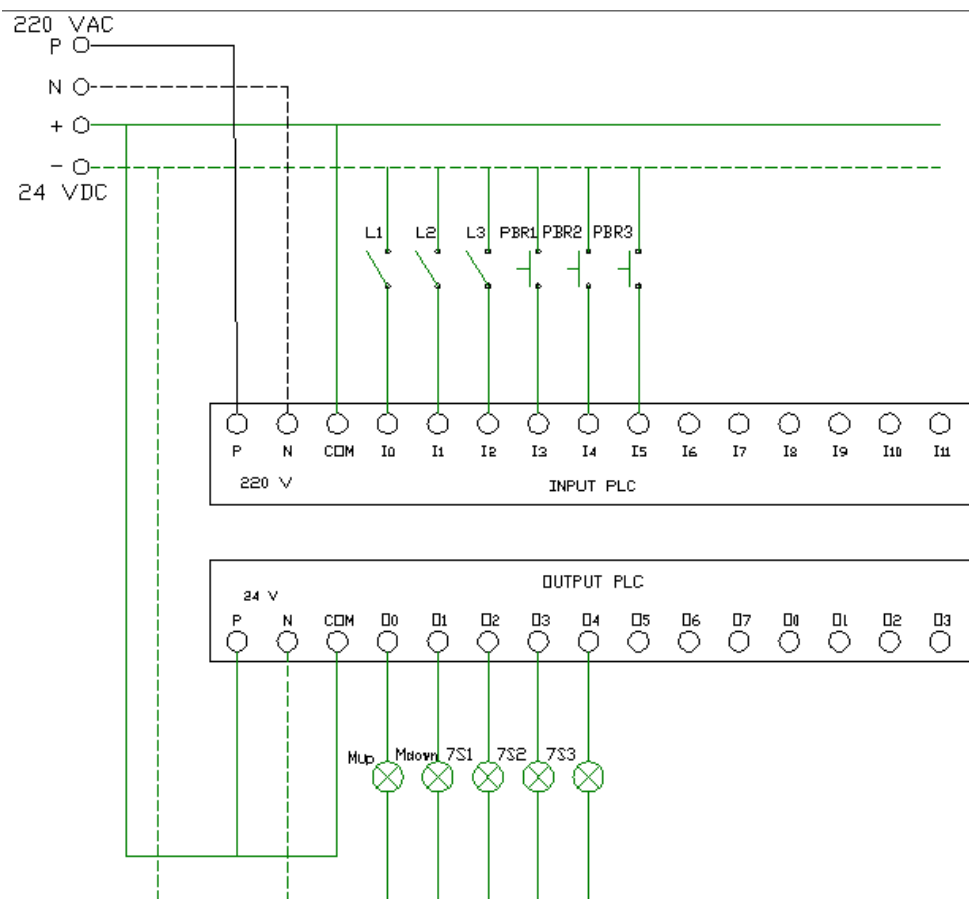 220 VAC
P
N
+
-
24 VDC
L1 L2 L3 PBR1 PBR2 PBR3
P N COM I0 I1 I2 I3 I4 I5 I6 I7 I8 I9 I10 I11
220 V INPUT PLC
OUTPUT PLC
24 V
P N COM O0 O1 O2 O3 O4 O5 O6 O7 O0 O1 O2 O3
Mup Mdown 7S1 7S2 7S3